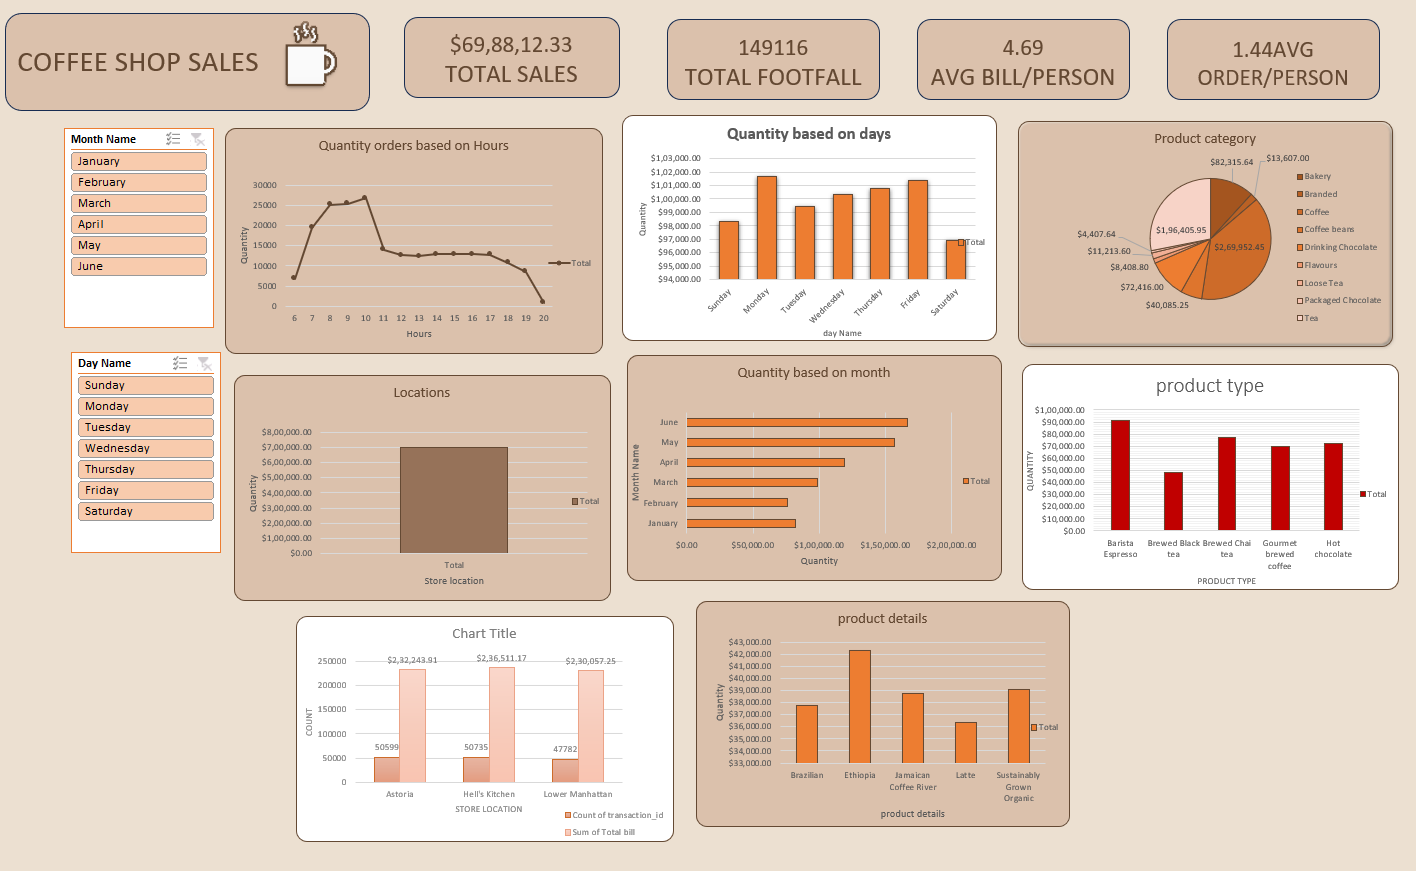 COFFEE SHOP SALES
$69,88,12.33
TOTAL SALES
149116
TOTAL FOOTFALL
4.69
AVG BILL/PERSON
1.44AVG
ORDER/PERSON
Month Name
January
February
March
April
May
June
Quantity orders based on Hours
30000
25000
20000
15000
10000
5000
0
Quantity
6 7 8 9 10 11 12 13 14 15 16 17 18 19 20
Hours
Total
Quantity based on days
$1,03,000.00
$1,02,000.00
$1,01,000.00
$1,00,000.00
$99,000.00
$98,000.00
$97,000.00
$96,000.00
$95,000.00
$94,000.00
Quantity
Sunday Monday Tuesday Wednesday Thursday Friday Saturday
day Name
Total
Product category
$82,315.64
$13,607.00
$2,69,952.45
$40,085.25
$72,416.00
$8,408.80
$11,213.60
$4,407.64
$1,96,405.95
Bakery
Branded
Coffee
Coffee beans
Drinking Chocolate
Flavours
Loose Tea
Packaged Chocolate
Tea
Day Name
Sunday
Monday
Tuesday
Wednesday
Thursday
Friday
Saturday
Locations
$8,00,000.00
$7,00,000.00
$6,00,000.00
$5,00,000.00
$4,00,000.00
$3,00,000.00
$2,00,000.00
$1,00,000.00
$0.00
Quantity
Total
Store location
Total
Quantity based on month
Month Name
June
May
April
March
February
January
$0.00 $50,000.00 $1,00,000.00 $1,50,000.00 $2,00,000.00
Quantity
Total
product type
$1,00,000.00
$90,000.00
$80,000.00
$70,000.00
$60,000.00
$50,000.00
$40,000.00
$30,000.00
$20,000.00
$10,000.00
$0.00
QUANTITY
Barista Espresso
Brewed Black tea
Brewed Chai tea
Gourmet brewed coffee
Hot chocolate
PRODUCT TYPE
Total
Chart Title
250000
200000
150000
100000
50000
0
COUNT
$2,32,243.91
$2,36,511.17
$2,30,057.25
50599
50735
47782
Astoria Hell's Kitchen Lower Manhattan
STORE LOCATION
Count of transaction_id
Sum of Total bill
product details
$43,000.00
$42,000.00
$41,000.00
$40,000.00
$39,000.00
$38,000.00
$37,000.00
$36,000.00
$35,000.00
$34,000.00
$33,000.00
Quantity
Brazilian
Ethiopia
Jamaican Coffee River
Latte
Sustainably Grown Organic
product details
Total